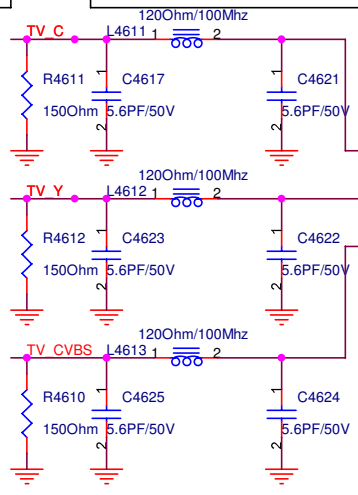 120Ohm/100Mhz
TV_C L4611 1 2
1 1
R4611 C4617 C4621
150Ohm 5.6PF/50V 5.6PF/50V
2 2
120Ohm/100Mhz
TV_Y L4612 1 2
1 1
R4612 C4623 C4622
150Ohm 5.6PF/50V 5.6PF/50V
2 2
120Ohm/100Mhz
TV_CVBS L4613 1 2
1 1
R4610 C4625 C4624
150Ohm 5.6PF/50V 5.6PF/50V
2 2